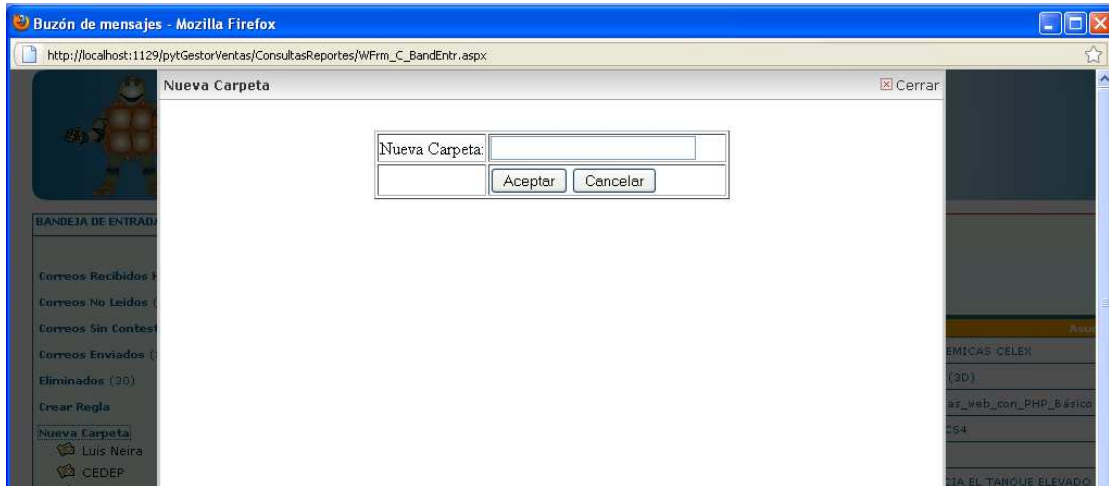 Buzón de mensajes - Mozilla Firefox
http://localhost:1129/pytGestorVentas/ConsultasReportes/WFrm_C_BandEntr.aspx
Nueva Carpeta
Cerrar
Nueva Carpeta:
Aceptar Cancelar
BANDEJA DE ENTRADA
Correos Recibidos
Correos No Leidos (
Correos Sin Contest
Correos Enviados (
Eliminados (30)
Crear Regla
Nueva Carpeta
Luis Neira
CEDEP
Asun
EMICAS CELEX
(3D)
as_web_con_PHP_Básico
CS4
CIA EL TANQUE ELEVADO